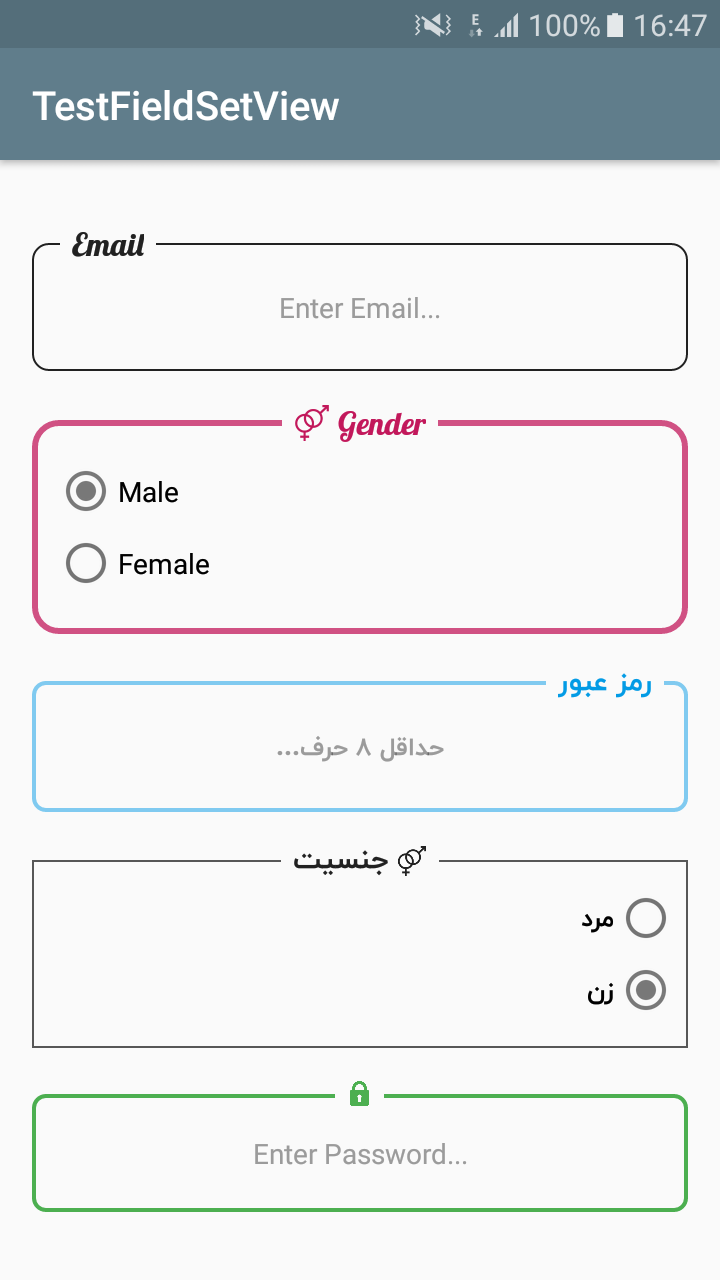 E 100% 16:47
TestFieldSetView
Email
Enter Email...
Gender
Male
Female
رمز عبور
حداقل ۸ حرف...
جنسیت
مرد
زن
Enter Password...